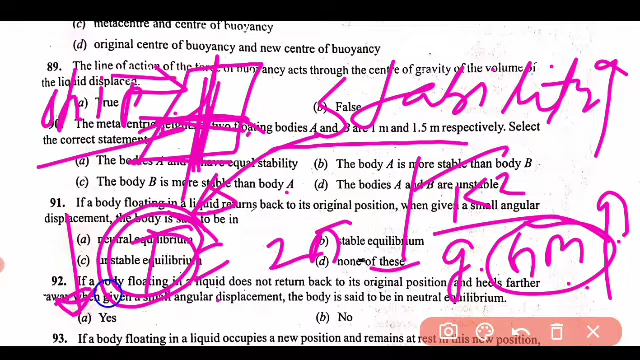 (c) metacentre and centre of buoyancy
(d) original centre of buoyancy and new centre of buoyancy
89. The line of action of the force of buoyancy acts through the centre of gravity of the volume of
the liquid displaced.
(a) True
(b) False
ship
stability
90. The metacentric heights of two floating bodies A and B are 1 m and 1.5 m respectively. Select
the correct statement.
(a) The bodies A and B have equal stability
(b) The body A is more stable than body B
(c) The body B is more stable than body A
(d) The bodies A and B are unstable
91. If a body floating in a liquid returns back to its original position, when given a small angular
displacement, the body is said to be in
(a) neutral equilibrium
(b) stable equilibrium
(c) unstable equilibrium
(d) none of these
T = 2π √ K² / g.hm
92. If a body floating in a liquid does not return back to its original position and heels farther
away when given a small angular displacement, the body is said to be in neutral equilibrium.
(a) Yes
(b) No
93. If a body floating in a liquid occupies a new position and remains at rest in this new position,